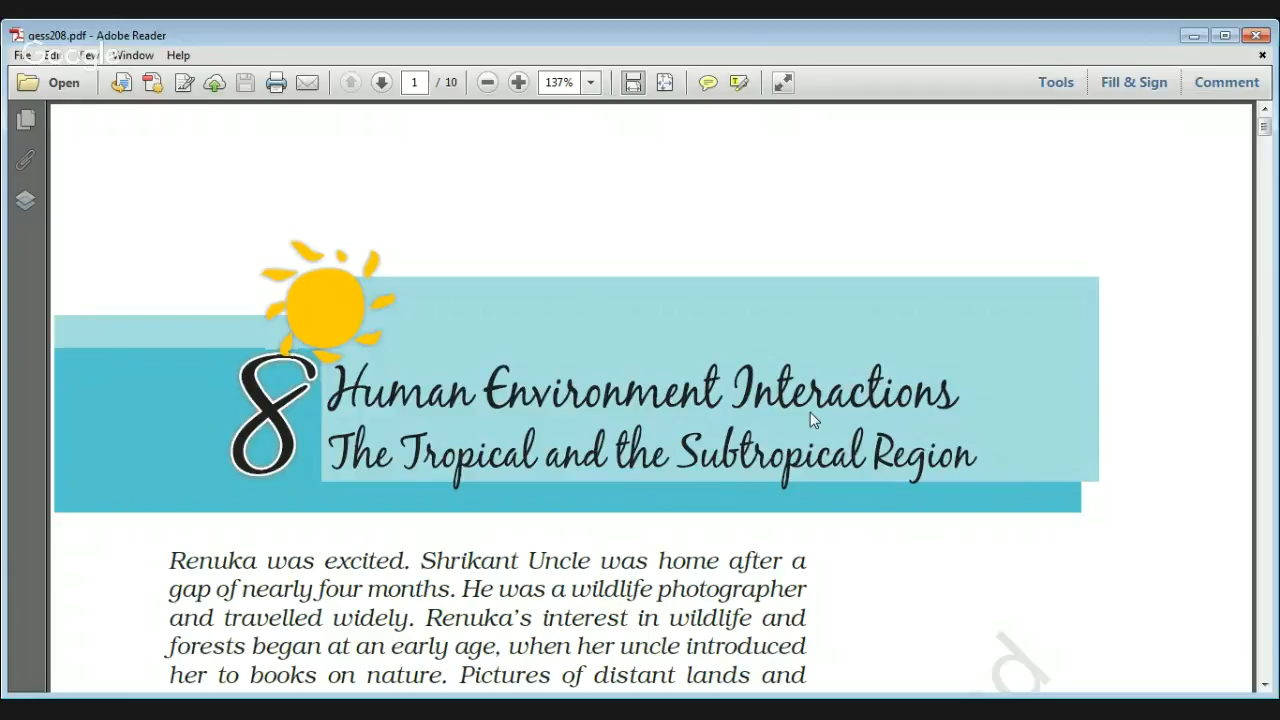 gess208.pdf - Adobe Reader
Google
File Edit View Window Help
Open 1 / 10 137% Tools Fill & Sign Comment
8 Human Environment Interactions
The Tropical and the Subtropical Region
Renuka was excited. Shrikant Uncle was home after a
gap of nearly four months. He was a wildlife photographer
and travelled widely. Renuka's interest in wildlife and
forests began at an early age, when her uncle introduced
her to books on nature. Pictures of distant lands and